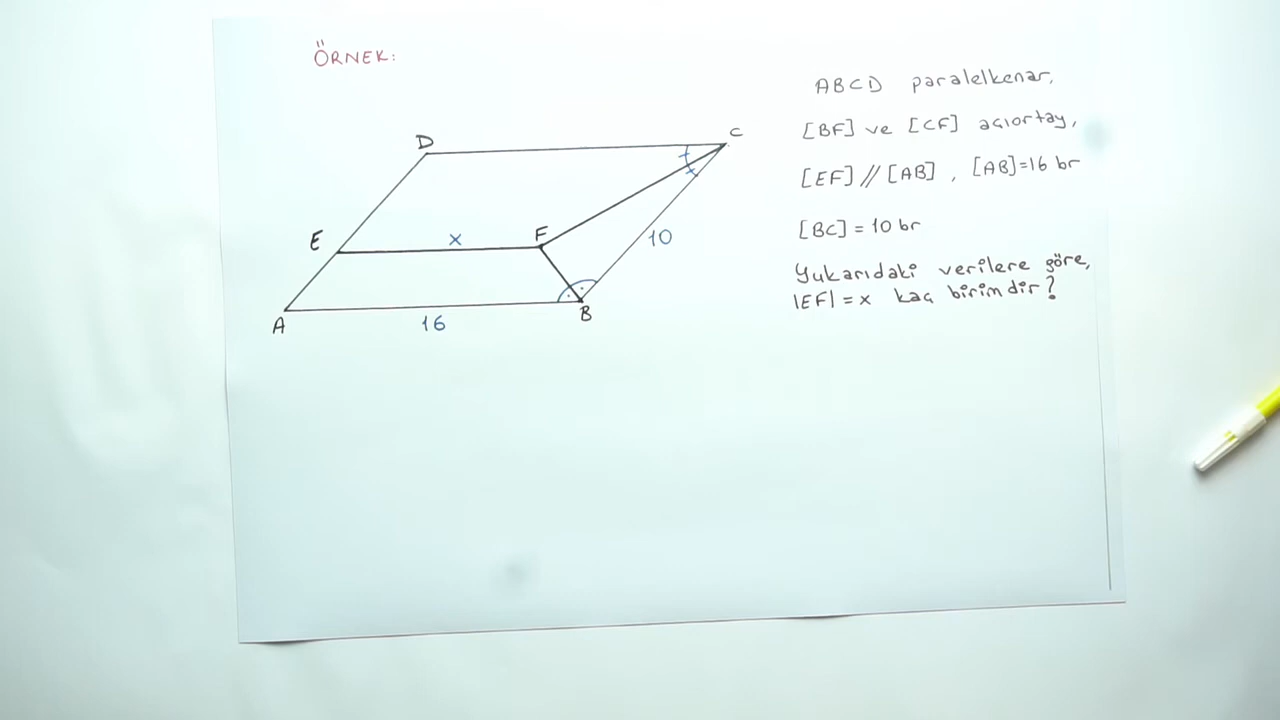 ÖRNEK:
ABCD paralelkenar,
[BF] ve [CF] açıortay,
[EF] // [AB] , [AB]=16 br
[BC] = 10 br
Yukarıdaki verilere göre,
|EF| = x kaç birimdir?
D
C
E
x
F
10
A
16
B